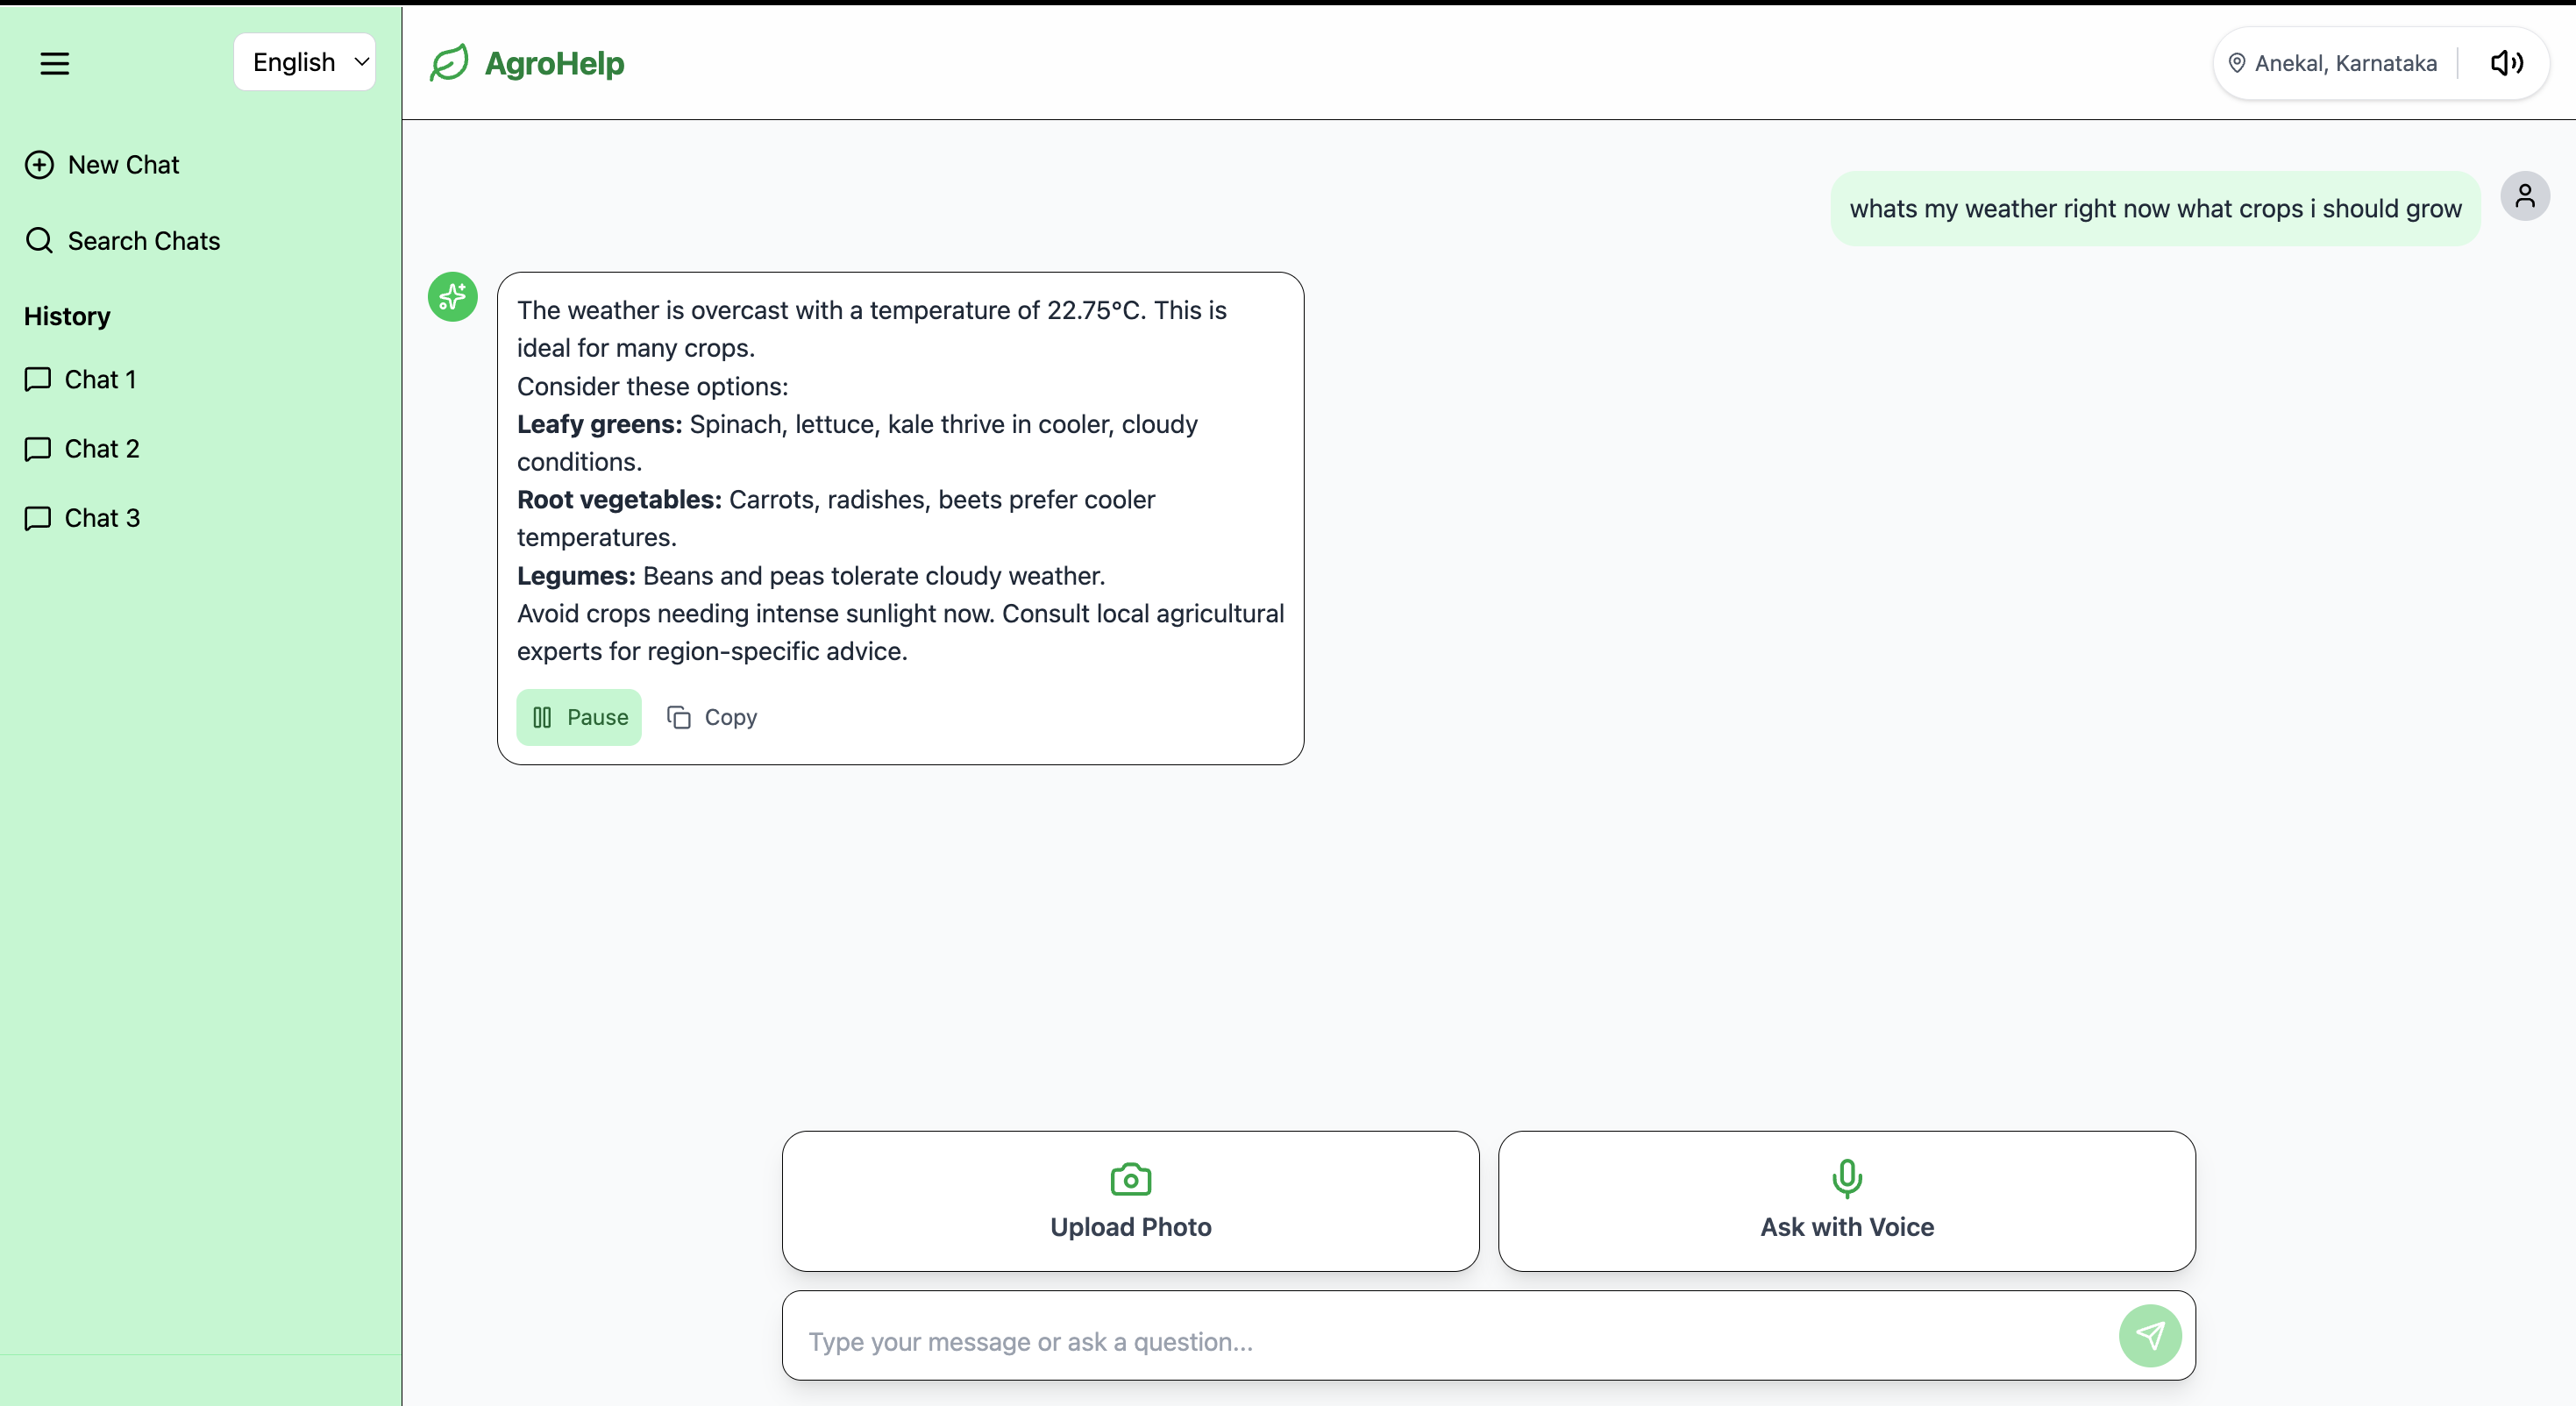 English
New Chat
Search Chats
History
Chat 1
Chat 2
Chat 3
AgroHelp
Anekal, Karnataka
whats my weather right now what crops i should grow
The weather is overcast with a temperature of 22.75°C. This is
ideal for many crops.
Consider these options:
Leafy greens: Spinach, lettuce, kale thrive in cooler, cloudy
conditions.
Root vegetables: Carrots, radishes, beets prefer cooler
temperatures.
Legumes: Beans and peas tolerate cloudy weather.
Avoid crops needing intense sunlight now. Consult local agricultural
experts for region-specific advice.
Pause
Copy
Upload Photo
Ask with Voice
Type your message or ask a question...